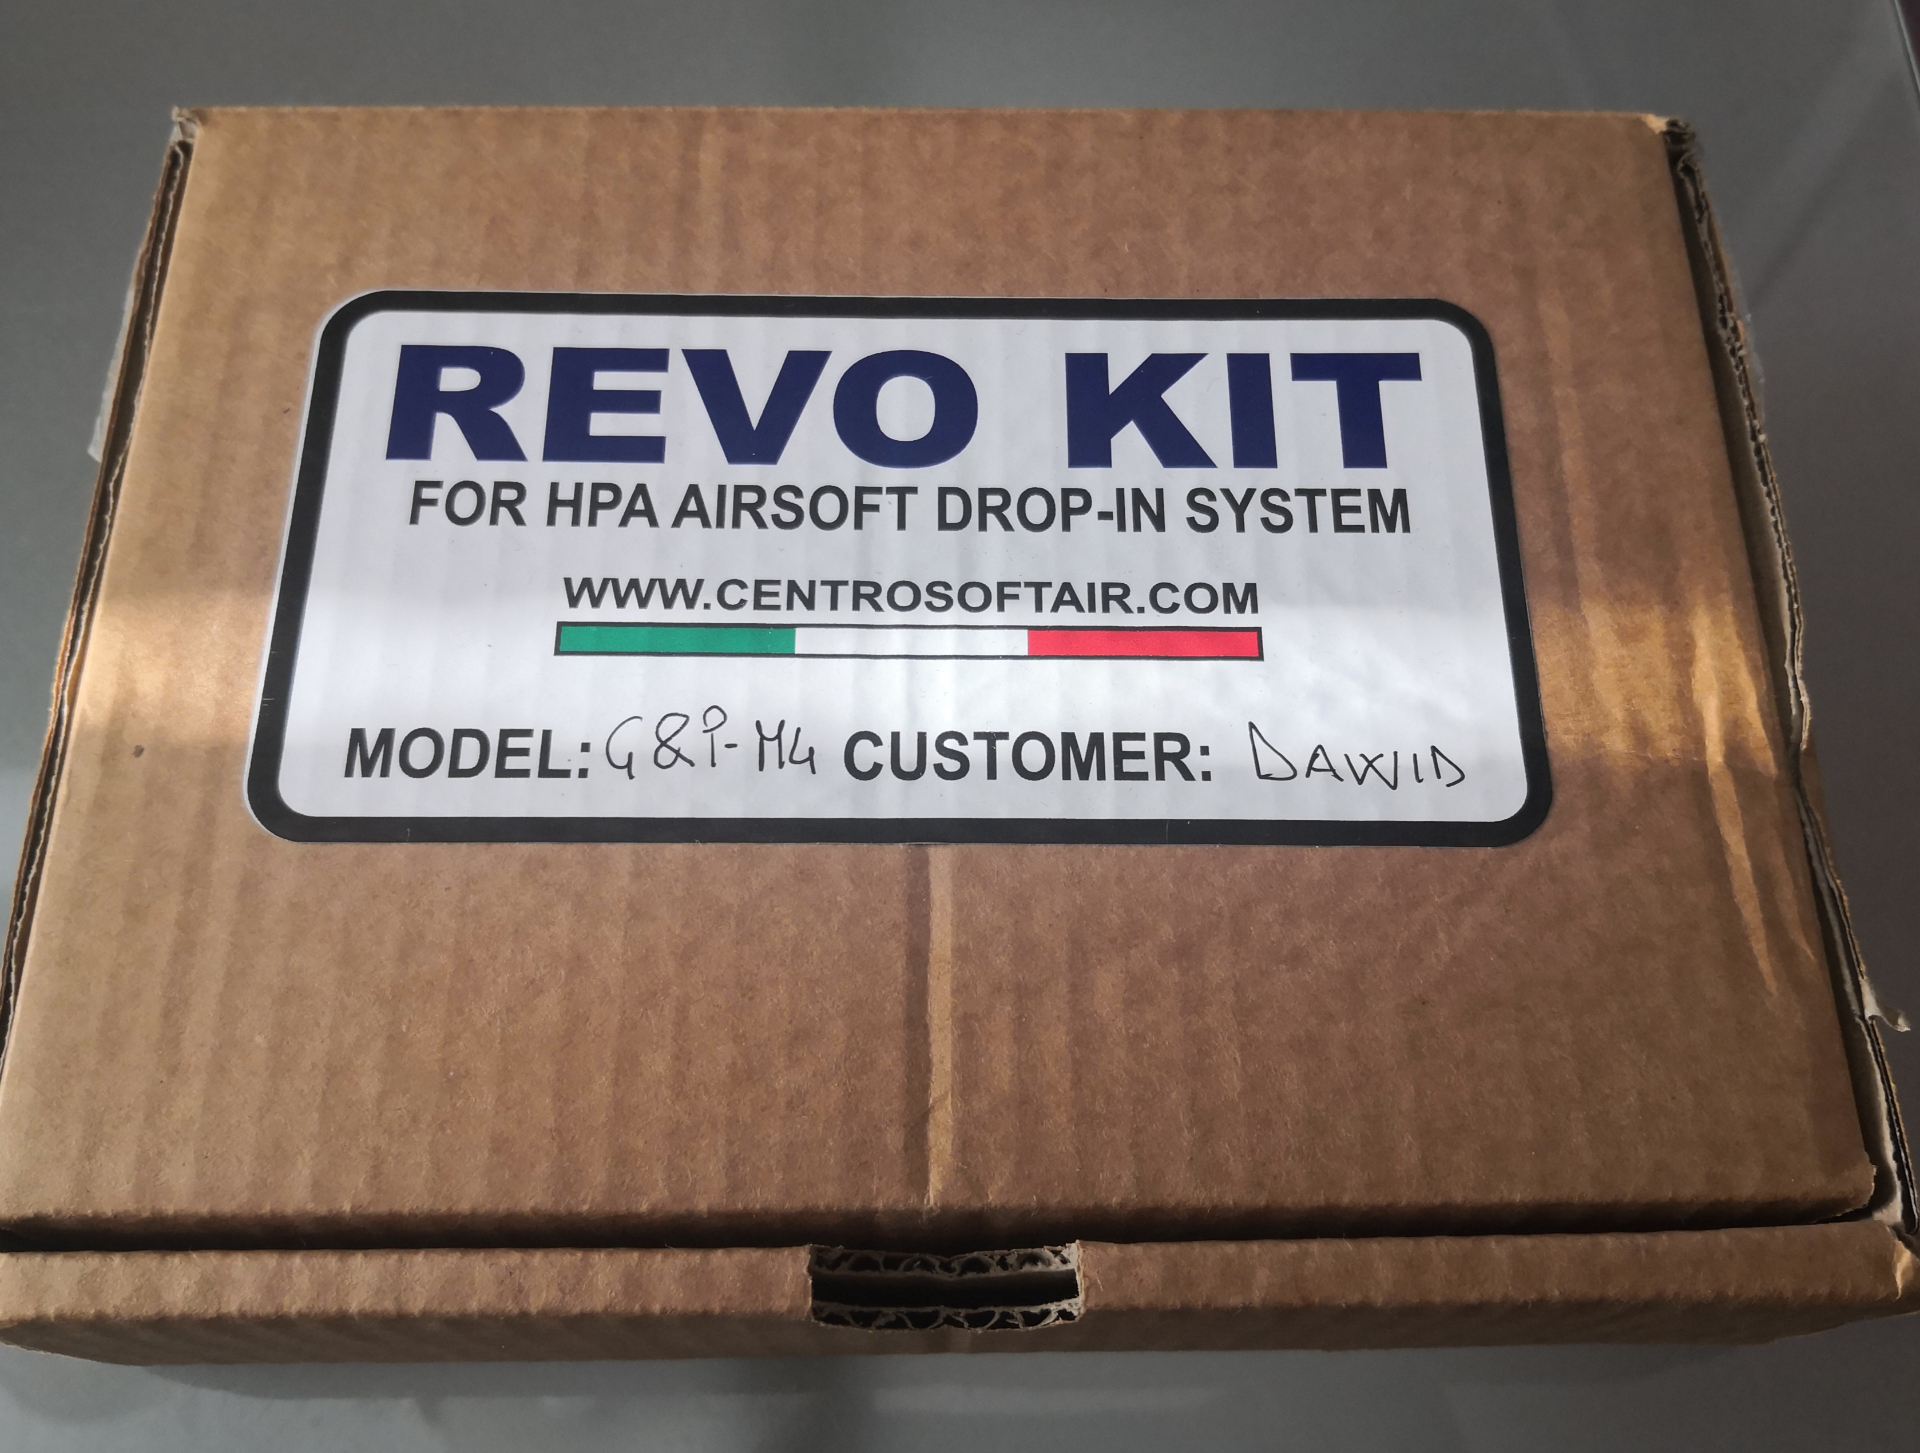 REVO KIT
FOR HPA AIRSOFT DROP-IN SYSTEM
WWW.CENTROSOFTAIR.COM
MODEL: G&P-M4 CUSTOMER: DAWID